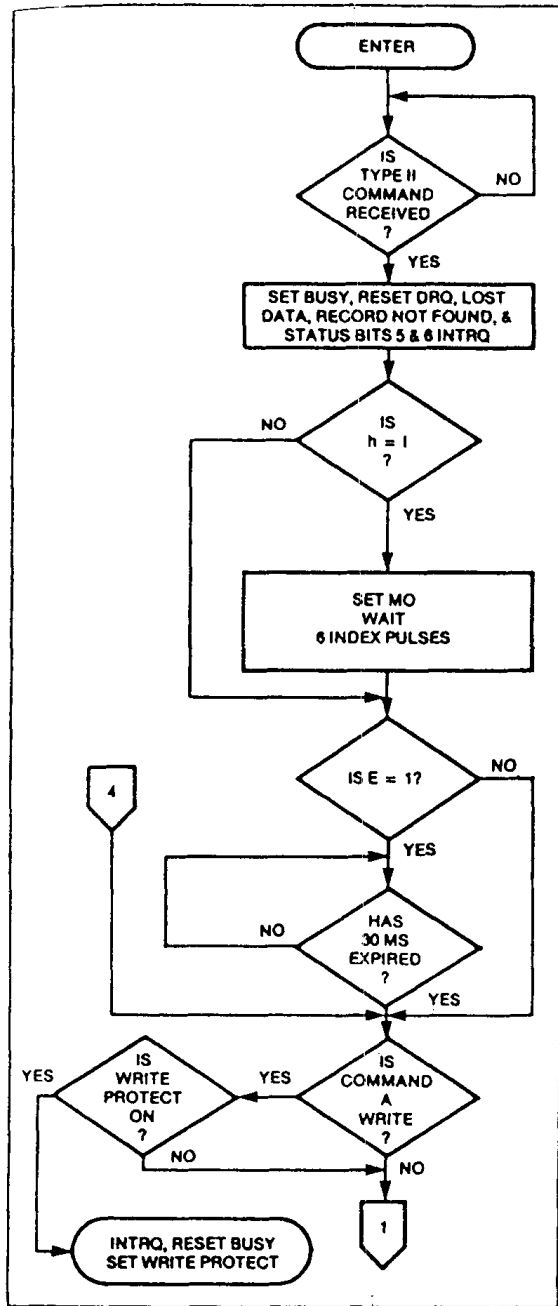 ENTER
IS
TYPE II
COMMAND
RECEIVED
?
NO
YES
SET BUSY, RESET DRQ, LOST
DATA, RECORD NOT FOUND, &
STATUS BITS 5 & 6 INTRQ
NO
IS
h = I
?
YES
SET MO
WAIT
6 INDEX PULSES
IS E = 1?
NO
4
YES
NO
HAS
30 MS
EXPIRED
?
YES
YES
IS
WRITE
PROTECT
ON
?
YES
IS
COMMAND
A
WRITE
?
NO
NO
1
INTRQ, RESET BUSY
SET WRITE PROTECT